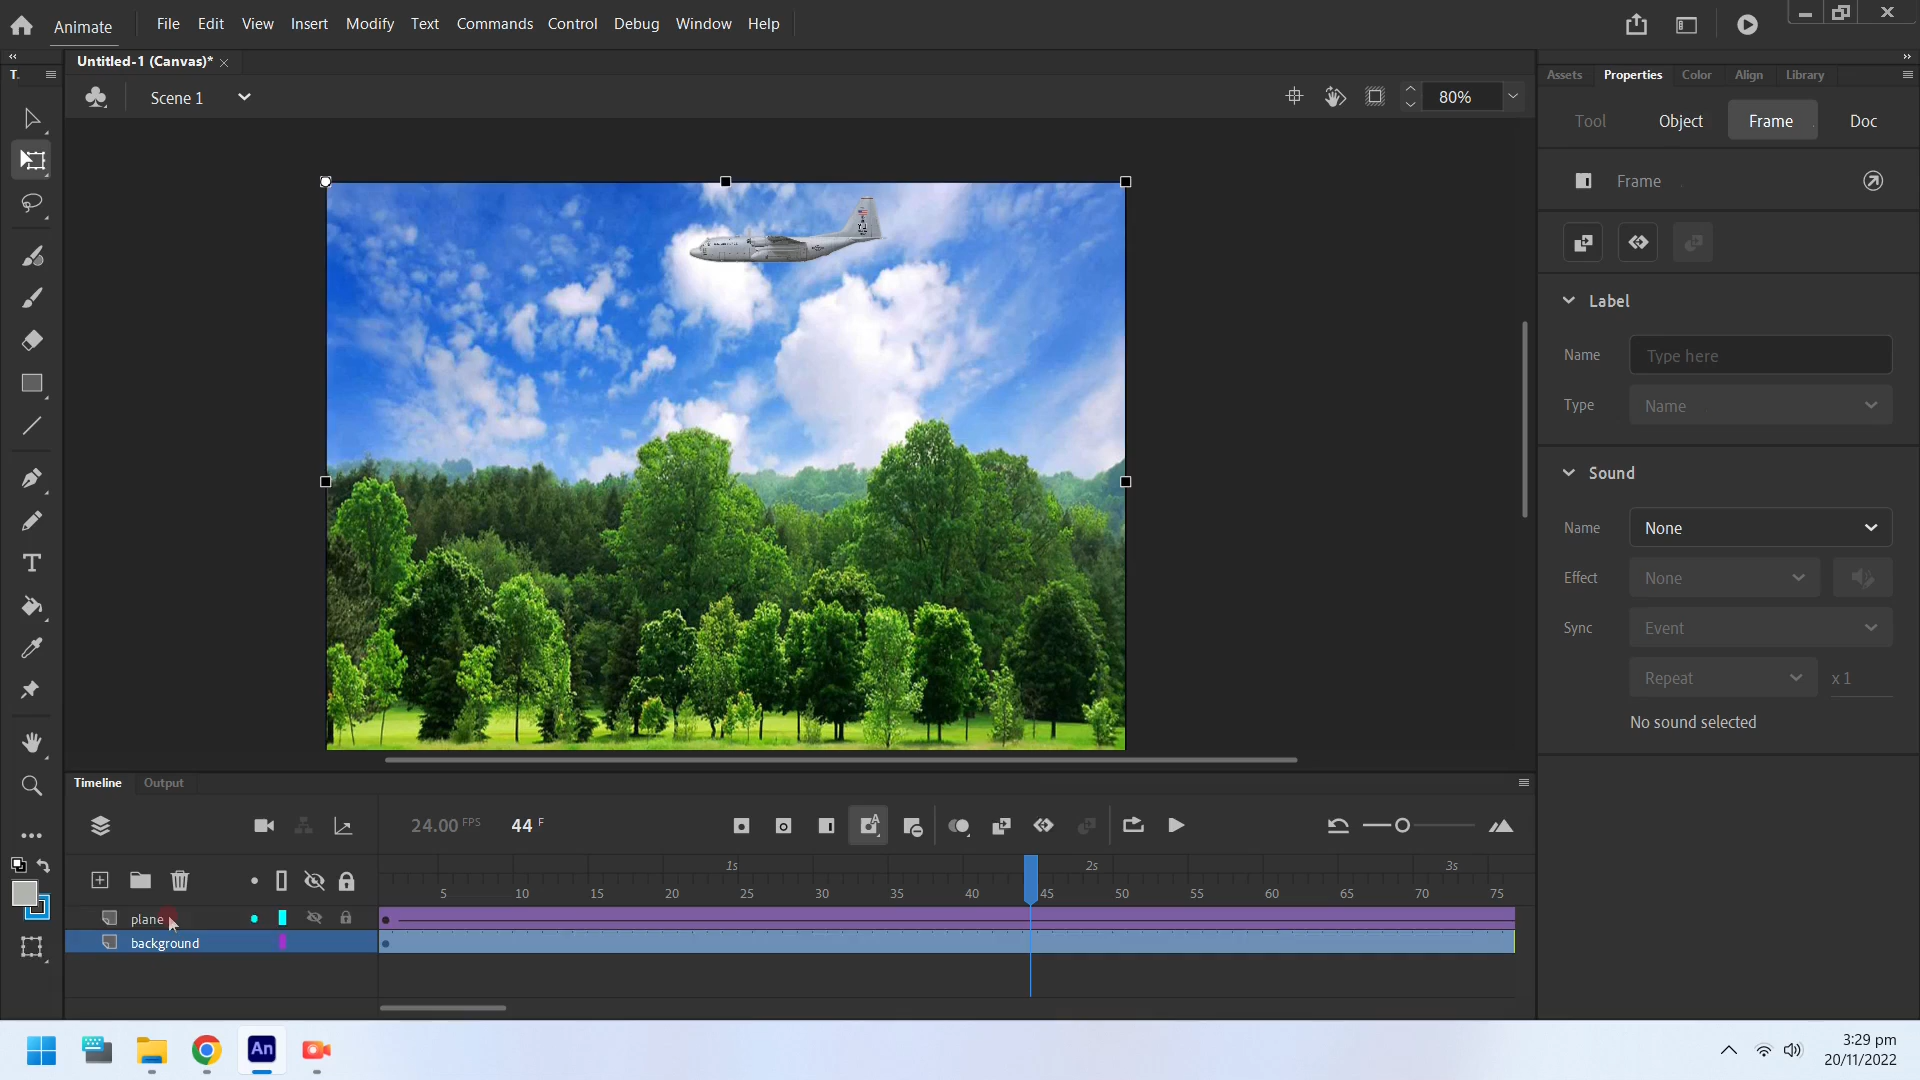 Animate
File Edit View Insert Modify Text Commands Control Debug Window Help
Untitled-1 (Canvas)*
Scene 1
80%
T.
Assets Properties Color Align Library
Tool Object Frame Doc
Frame
Label
Name Type here
Type Name
Sound
Name None
Effect None
Sync Event
Repeat x 1
No sound selected
Timeline Output
24.00 FPS 44 F
1s 2s 3s
5 10 15 20 25 30 35 40 45 50 55 60 65 70 75
plane
background
An
3:29 pm
20/11/2022